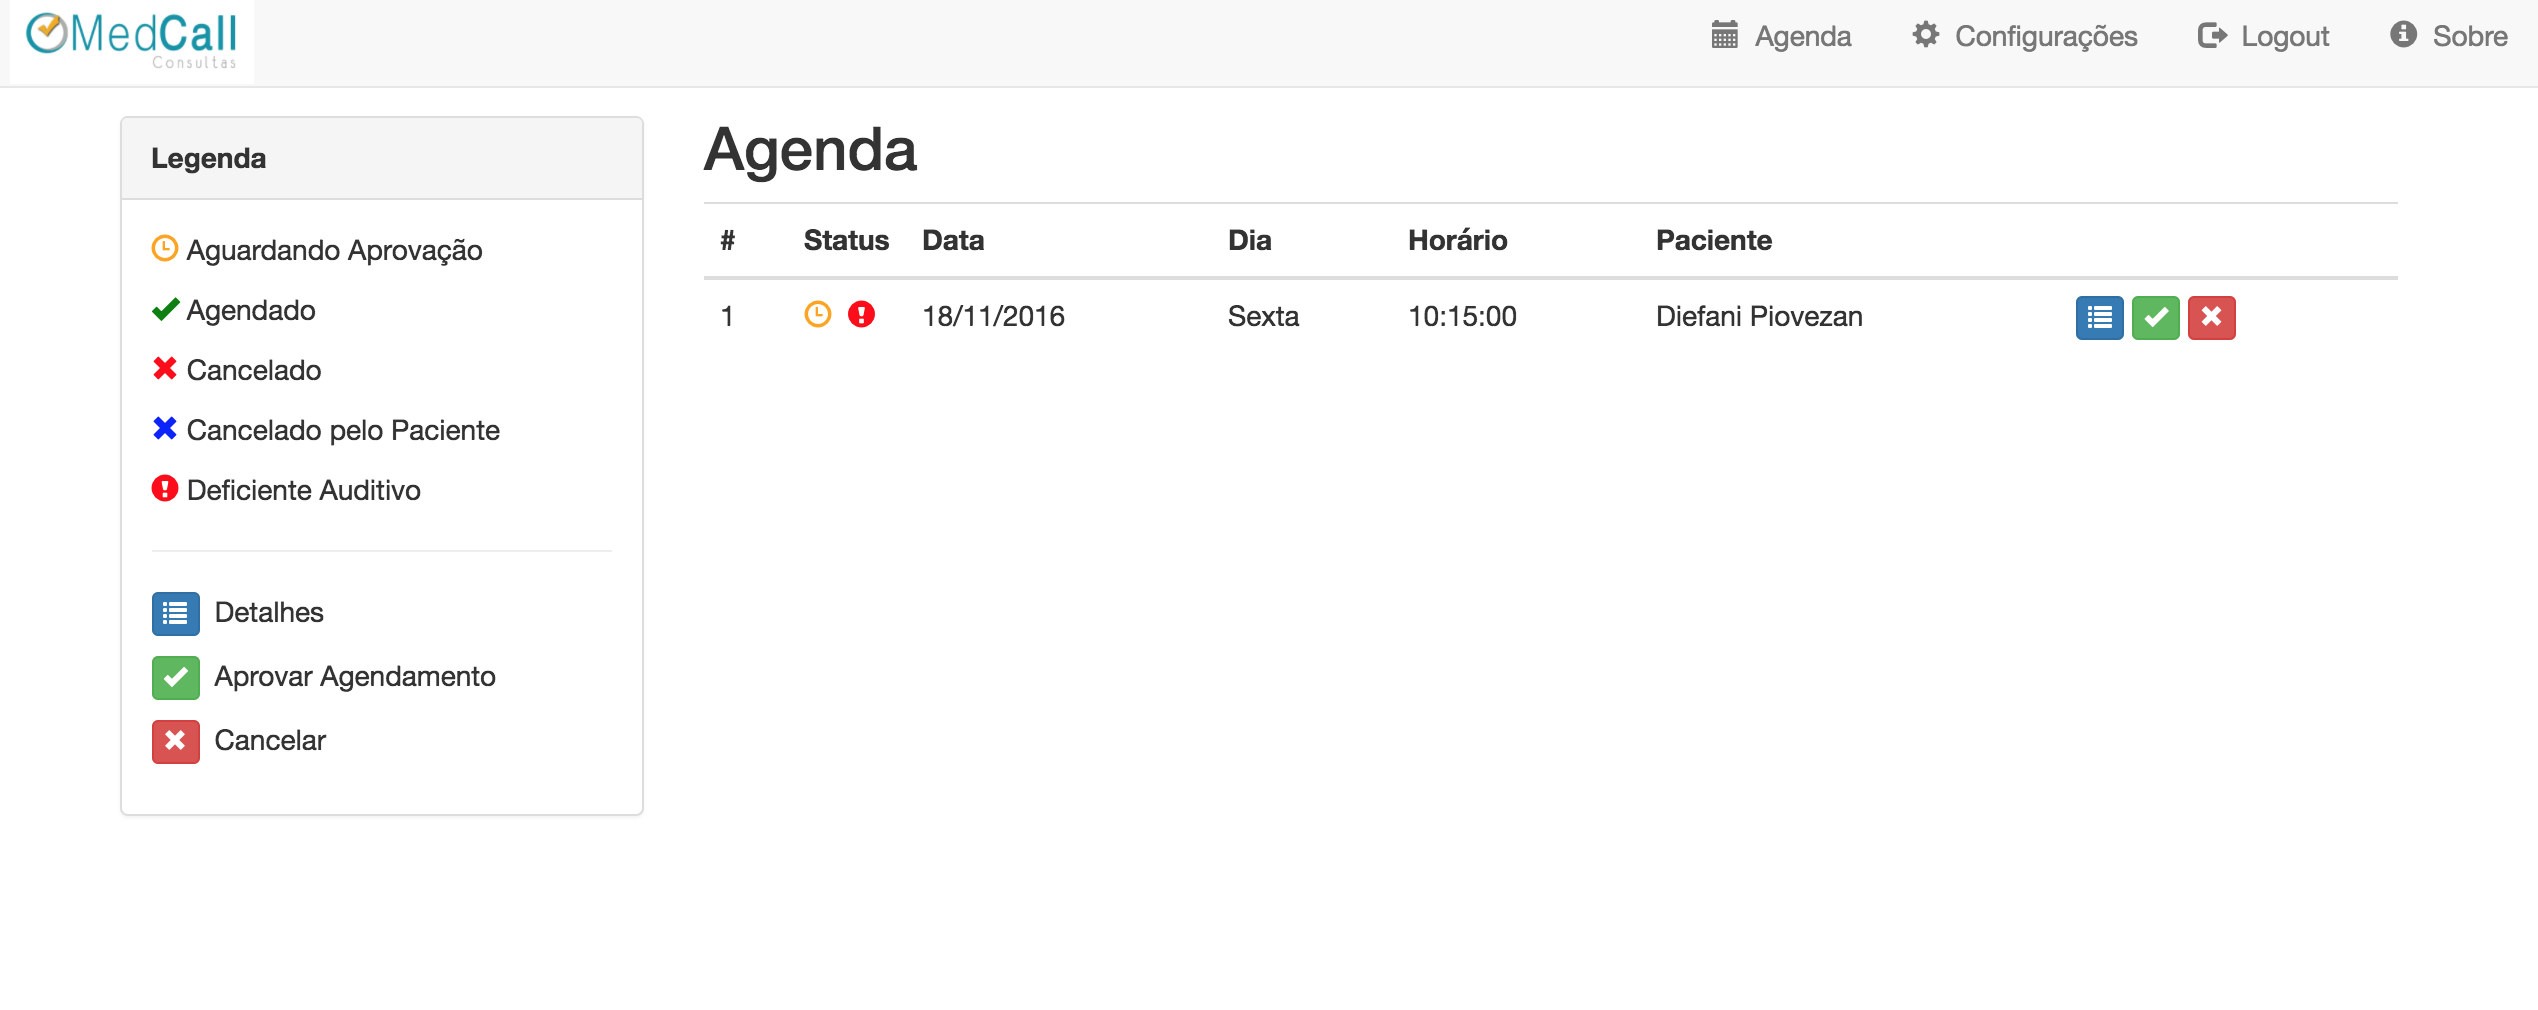 MedCall
Consultas
Agenda Configurações Logout Sobre
Legenda
Aguardando Aprovação
Agendado
Cancelado
Cancelado pelo Paciente
Deficiente Auditivo
Detalhes
Aprovar Agendamento
Cancelar
Agenda
# Status Data Dia Horário Paciente
1 18/11/2016 Sexta 10:15:00 Diefani Piovezan